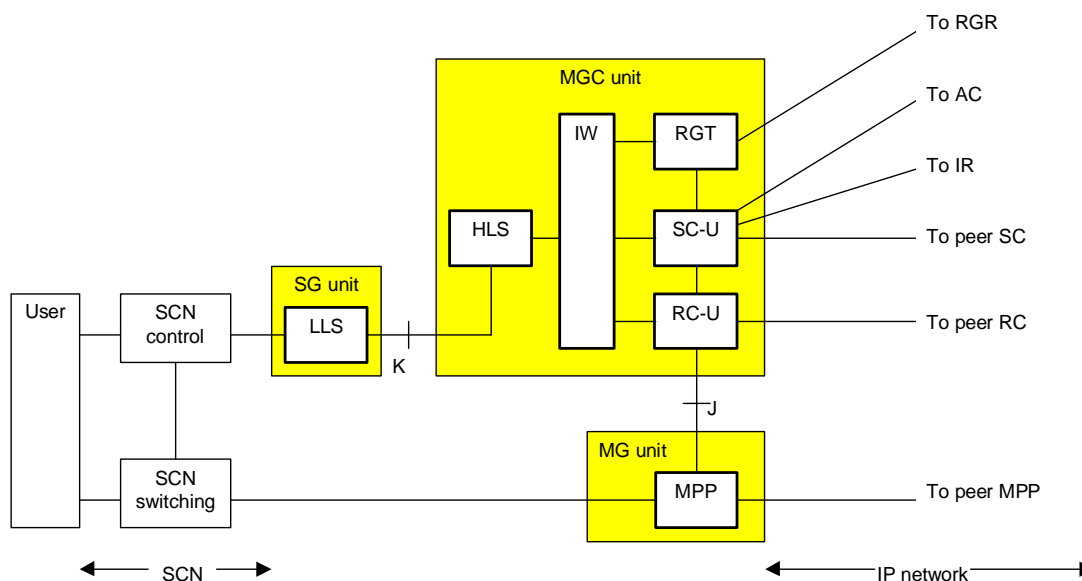 To RGR
MGC unit
To AC
IW
RGT
To IR
HLS
SC-U
To peer SC
SG unit
User
SCN
control
LLS
RC-U
To peer RC
K
J
MG unit
SCN
switching
MPP
To peer MPP
SCN
IP network